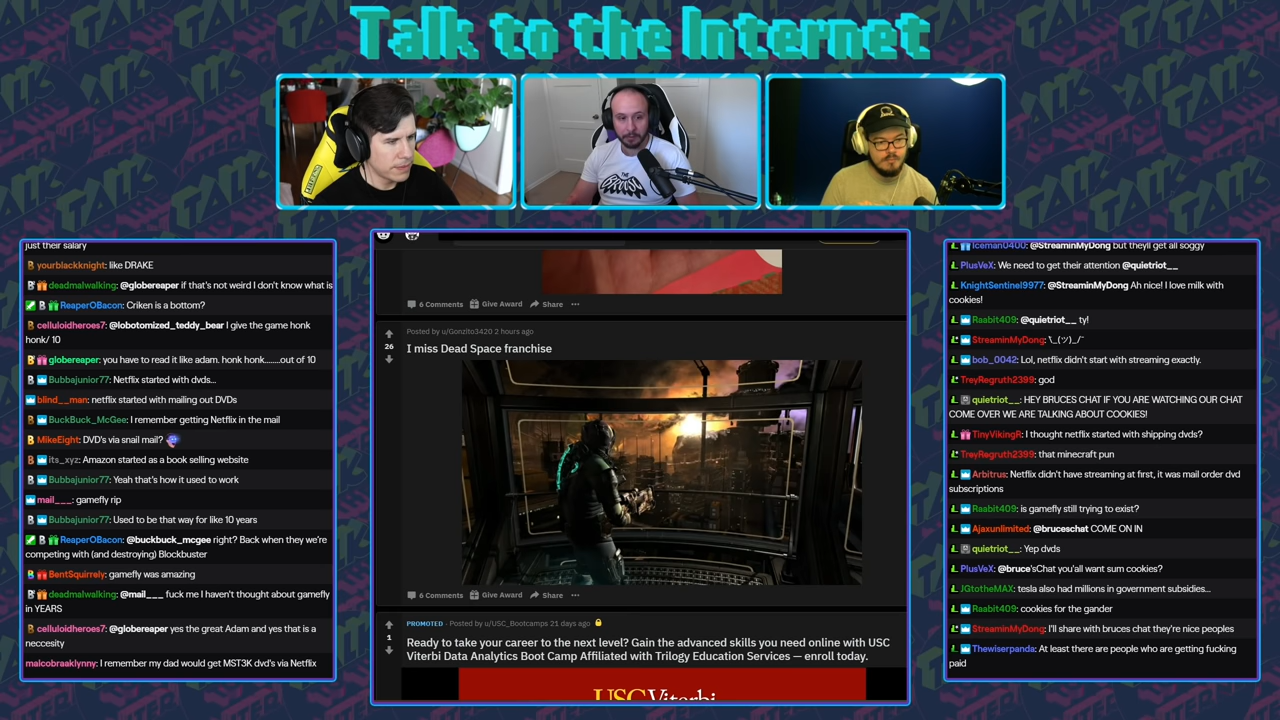 Talk to the Internet
THE
BRUISER
just their salary
yourblackknight: like DRAKE
deadmalwalking: @globereaper if that's not weird I don't know what is
ReaperOBacon: Criken is a bottom?
celluloidheroes7: @lobotomized_teddy_bear I give the game honk
honk/ 10
globereaper: you have to read it like adam. honk honk........out of 10
Bubbajunior77: Netflix started with dvds...
blind__man: netflix started with mailing out DVDs
BuckBuck_McGee: I remember getting Netflix in the mail
MikeEight: DVD's via snail mail?
its_xyz: Amazon started as a book selling website
Bubbajunior77: Yeah that's how it used to work
mail___: gamefly rip
Bubbajunior77: Used to be that way for like 10 years
ReaperOBacon: @buckbuck_mcgee right? Back when they're
competing with (and destroying) Blockbuster
BentSquirrely: gamefly was amazing
deadmalwalking: @mail___ fuck me I haven't thought about gamefly
in YEARS
celluloidheroes7: @globereaper yes the great Adam and yes that is a
neccesity
malcobraaklynny: I remember my dad would get MST3K dvd's via Netflix
6 Comments Give Award Share ...
Posted by u/Gonzito3420 2 hours ago
26
I miss Dead Space franchise
6 Comments Give Award Share ...
PROMOTED · Posted by u/USC_Bootcamps 21 days ago
1
Ready to take your career to the next level? Gain the advanced skills you need online with USC
Viterbi Data Analytics Boot Camp Affiliated with Trilogy Education Services — enroll today.
USC Viterbi
Iceman0400: @StreaminMyDong but theyll get all soggy
PlusVeX: We need to get their attention @quietriot__
KnightSentinel9977: @StreaminMyDong Ah nice! I love milk with
cookies!
Raabit409: @quietriot__ ty!
StreaminMyDong: \_(ツ)_/¯
bob_0042: Lol, netflix didn't start with streaming exactly.
TreyRegruth2399: god
quietriot__: HEY BRUCES CHAT IF YOU ARE WATCHING OUR CHAT
COME OVER WE ARE TALKING ABOUT COOKIES!
TinyVikingR: I thought netflix started with shipping dvds?
TreyRegruth2399: that minecraft pun
Arbitrus: Netflix didn't have streaming at first, it was mail order dvd
subscriptions
Raabit409: is gamefly still trying to exist?
Ajaxunlimited: @bruceschat COME ON IN
quietriot__: Yep dvds
PlusVeX: @bruce'sChat you'all want sum cookies?
JGtotheMAX: tesla also had millions in government subsidies...
Raabit409: cookies for the gander
StreaminMyDong: I'll share with bruces chat they're nice peoples
Thewiserpanda: At least there are people who are getting fucking
paid